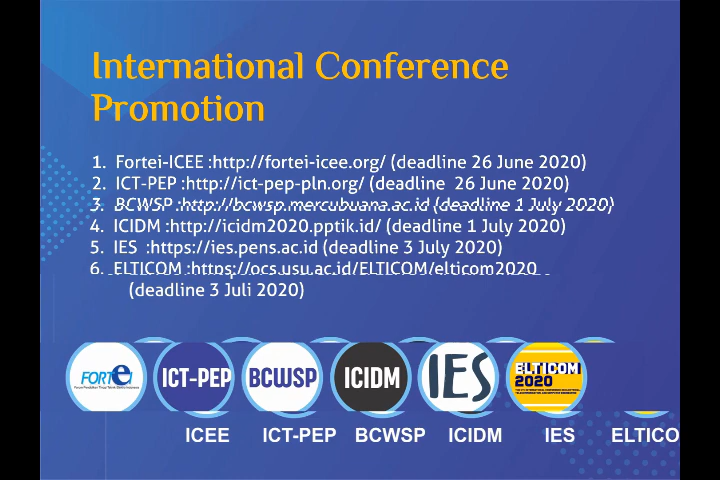 International Conference
Promotion
1. Fortei-ICEE :http://fortei-icee.org/ (deadline 26 June 2020)
2. ICT-PEP :http://ict-pep-pln.org/ (deadline 26 June 2020)
3. BCWSP :http://bcwsp.mercubuana.ac.id (deadline 1 July 2020)
4. ICIDM :http://icidm2020.pptik.id/ (deadline 1 July 2020)
5. IES :https://ies.pens.ac.id (deadline 3 July 2020)
6. ELTICOM :https://ocs.usu.ac.id/ELTICOM/elticom2020
(deadline 3 Juli 2020)
FORTEI ICT-PEP BCWSP ICIDM IES ELTICOM 2020
ICEE ICT-PEP BCWSP ICIDM IES ELTICO